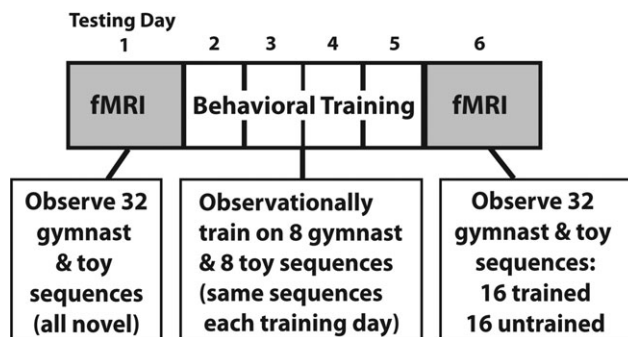 Testing Day
1 2 3 4 5 6
fMRI Behavioral Training fMRI
Observe 32
gymnast
& toy
sequences
(all novel)
Observationally
train on 8 gymnast
& 8 toy sequences
(same sequences
each training day)
Observe 32
gymnast & toy
sequences:
16 trained
16 untrained